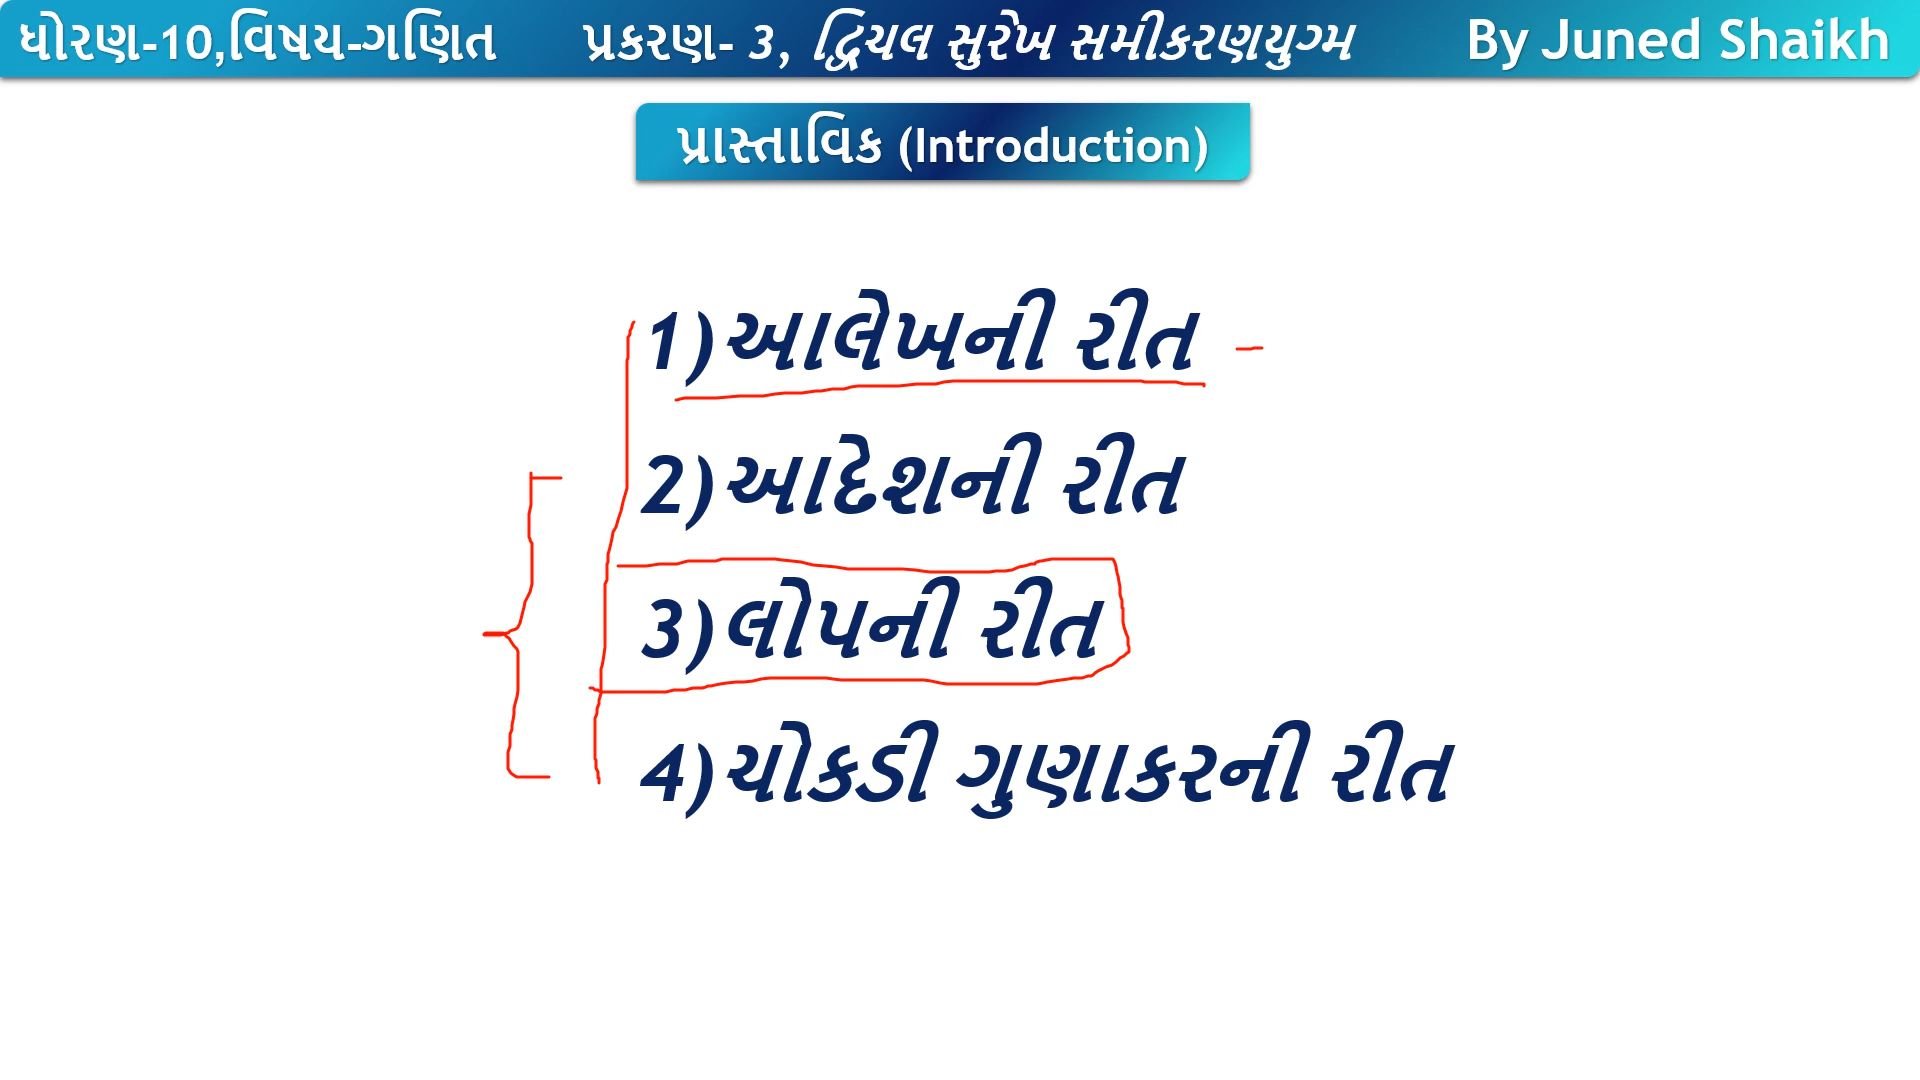 ધોરણ-10,વિષય-ગણિત પ્રકરણ- 3, દ્વિચલ સુરેખ સમીકરણયુગ્મ By Juned Shaikh
પ્રાસ્તાવિક (Introduction)
1)આલેખની રીત
2)આદેશની રીત
3)લોપની રીત
4)ચોકડી ગુણાકરની રીત